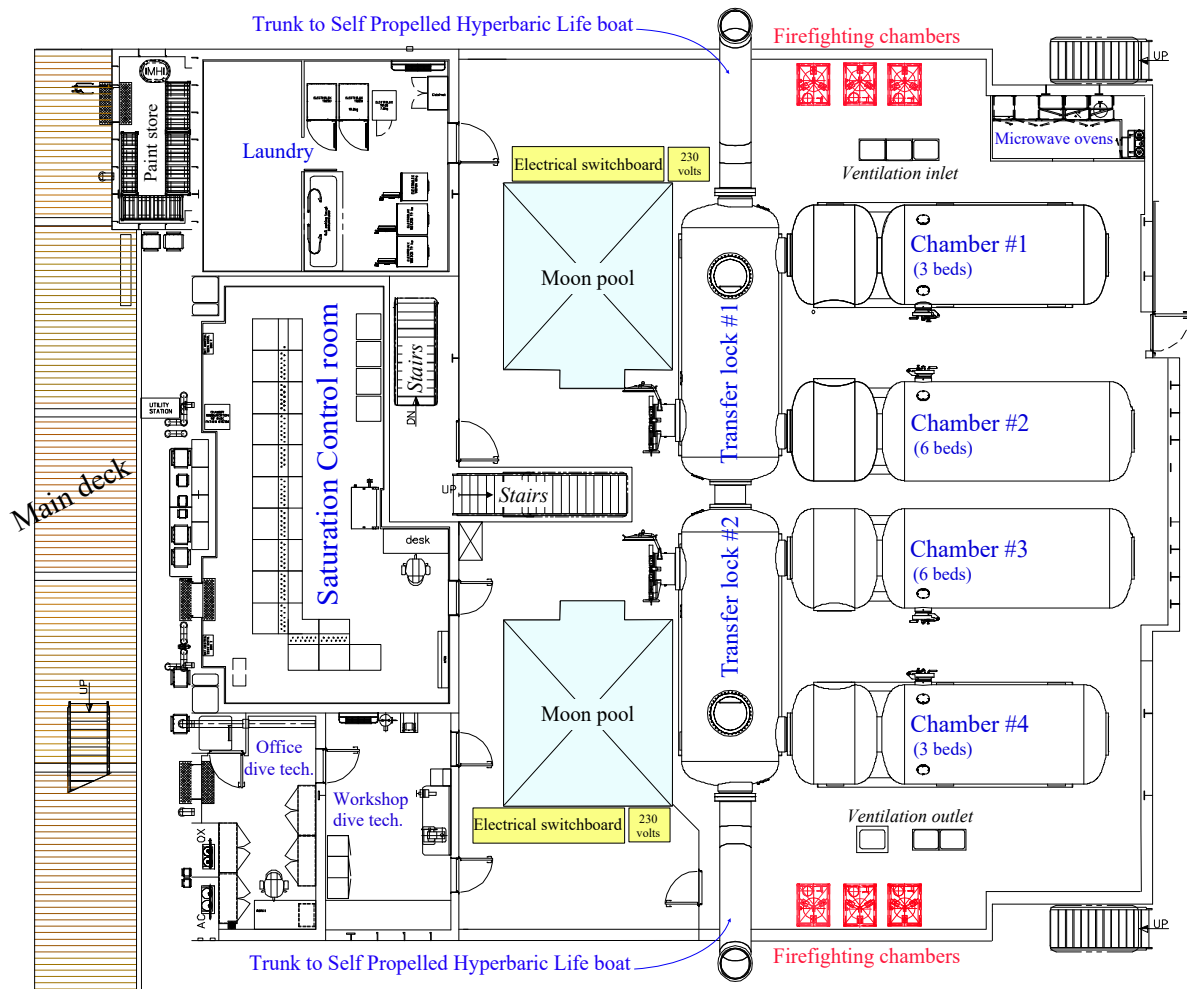 Trunk to Self Propelled Hyperbaric Life boat
Firefighting chambers
UP
MH
Paint store
Laundry
Microwave ovens
Electrical switchboard
230
volts
Ventilation inlet
Moon pool
Chamber #1
(3 beds)
Transfer lock #1
Saturation Control room
Stairs
DN
UTILITY
STATION
Chamber #2
(6 beds)
Main deck
UP
Stairs
desk
Chamber #3
(6 beds)
Transfer lock #2
UP
Moon pool
Chamber #4
(3 beds)
Office
dive tech.
Workshop
dive tech.
Electrical switchboard
230
volts
Ventilation outlet
OX
AC
UP
Trunk to Self Propelled Hyperbaric Life boat
Firefighting chambers